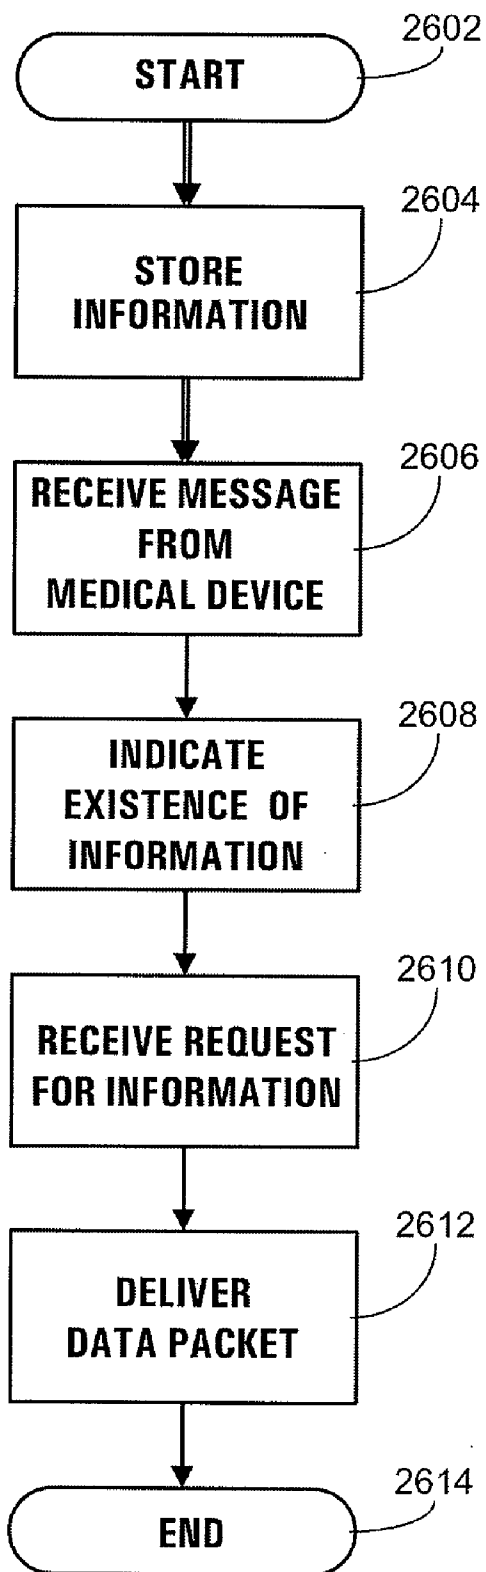 2602
START
2604
STORE
INFORMATION
2606
RECEIVE MESSAGE
FROM
MEDICAL DEVICE
2608
INDICATE
EXISTENCE OF
INFORMATION
2610
RECEIVE REQUEST
FOR INFORMATION
2612
DELIVER
DATA PACKET
2614
END